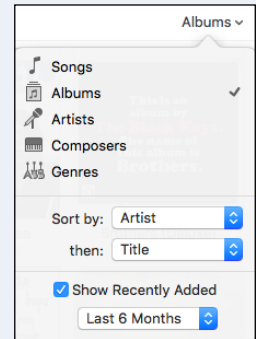 Albums
Songs
Albums
Artists
Composers
Genres
Sort by: Artist
then: Title
Show Recently Added
Last 6 Months